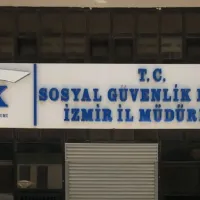 T. C.
SOSYAL GÜVENLİK
İZMİR İL MÜDÜR